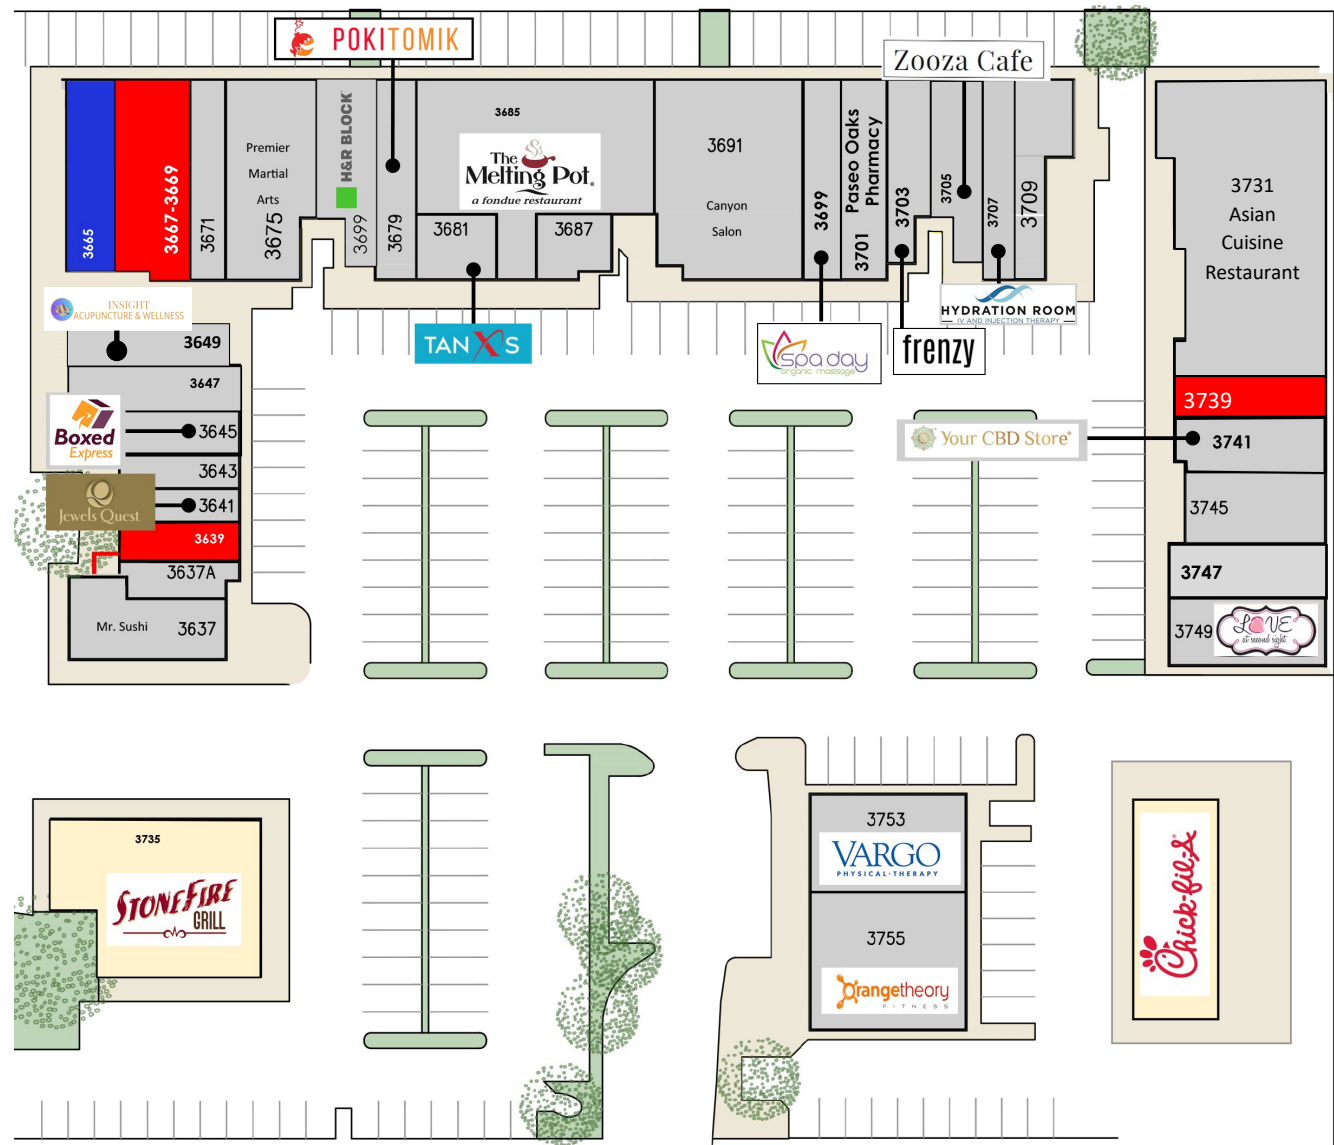 POKITOMIK
Zooza Cafe
3665
3667-3669
3671
Premier
Martial
Arts
3675
H&R BLOCK
3699
3679
3685
The
Melting Pot®
a fondue restaurant
3681
3687
3691
Canyon
Salon
3699
Paseo Oaks
Pharmacy
3701
3703
3705
3707
3709
3731
Asian
Cuisine
Restaurant
INSIGHT
ACUPUNCTURE & WELLNESS
TAN XS
spa day
organic massage
frenzy
HYDRATION ROOM
IV AND INJECTION THERAPY
3649
3647
Boxed
Express
3645
3643
Jewels Quest
3641
3639
3637A
Mr. Sushi
3637
3739
Your CBD Store®
3741
3745
3747
3749
LOVE
at second sight
3735
STONEFIRE
GRILL
3753
VARGO
PHYSICAL·THERAPY
3755
Orangetheory
FITNESS
Chick-fil-A